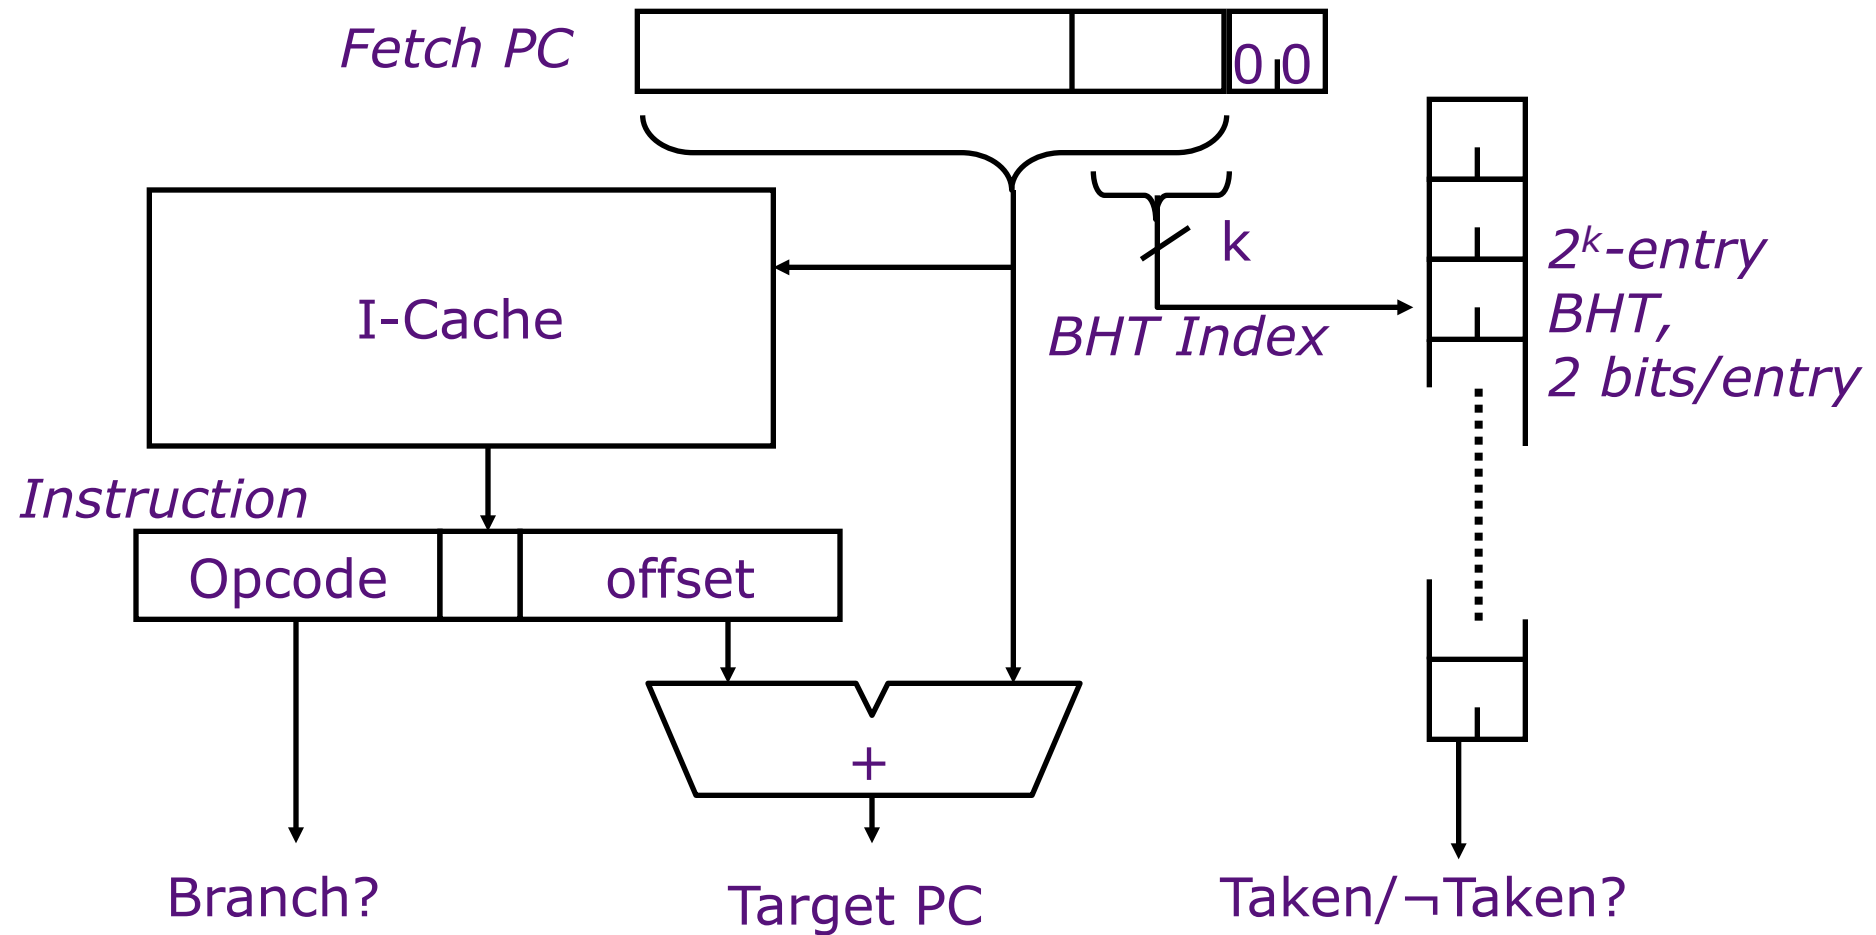 Fetch PC
0 0
k
2ᵏ-entry
BHT,
2 bits/entry
I-Cache
BHT Index
Instruction
Opcode
offset
+
Branch?
Target PC
Taken/¬Taken?